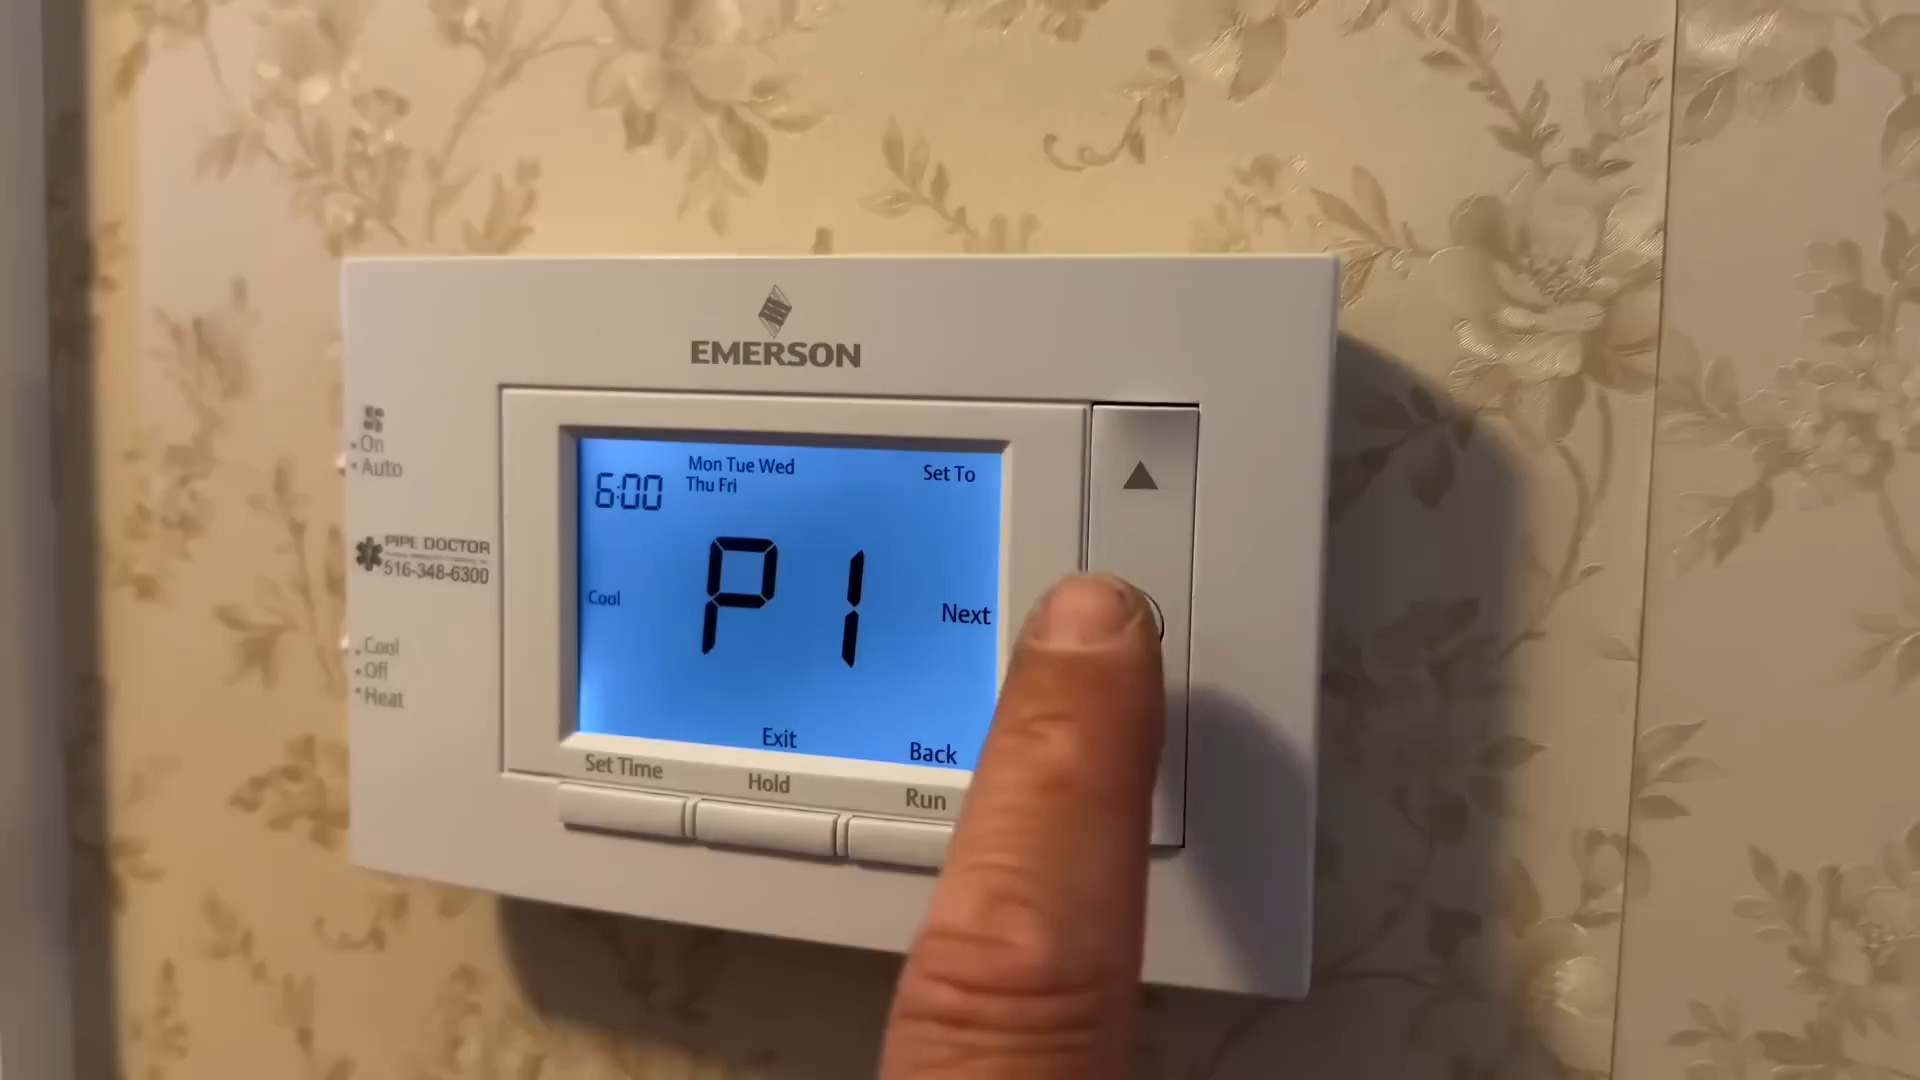 EMERSON
On
Auto
PIPE DOCTOR
516-348-6300
Cool
Off
Heat
6:00
Mon Tue Wed
Thu Fri
Set To
P1
Cool
Next
Exit
Back
Set Time
Hold
Run